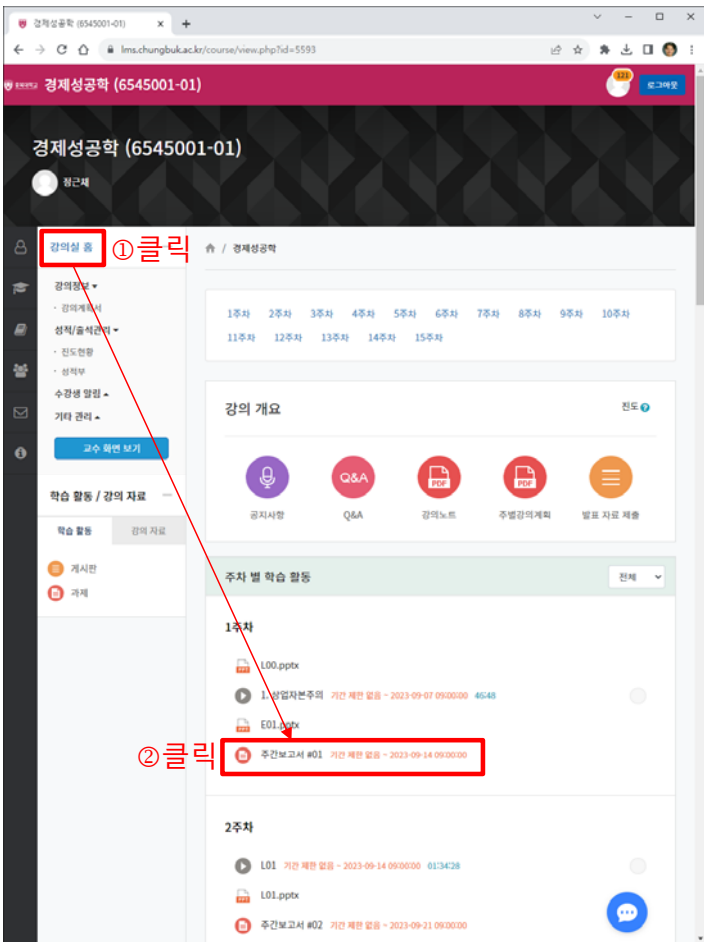 경제성공학 (6545001-01)
lms.chungbuk.ac.kr/course/view.php?id=5593
경제성공학 (6545001-01)
123
로그아웃
경제성공학 (6545001-01)
정근채
강의실 홈
①클릭
/ 경제성공학
강의정보
강의계획서
성적/출석관리
진도현황
성적부
수강생 알림
기타 관리
교수 화면 보기
1주차 2주차 3주차 4주차 5주차 6주차 7주차 8주차 9주차 10주차
11주차 12주차 13주차 14주차 15주차
강의 개요
진도
Q&A
PDF
PDF
공지사항 Q&A 강의노트 주별강의계획 발표 자료 제출
학습 활동 / 강의 자료
학습 활동 강의 자료
게시판
과제
주차 별 학습 활동
전체
1주차
PPT L00.pptx
1. 상업자본주의 기간 제한 없음 ~ 2023-09-07 09:00:00 46:48
PPT E01.pptx
②클릭
주간보고서 #01 기간 제한 없음 ~ 2023-09-14 09:00:00
2주차
L01 기간 제한 없음 ~ 2023-09-14 09:00:00 01:34:28
PPT L01.pptx
주간보고서 #02 기간 제한 없음 ~ 2023-09-21 09:00:00